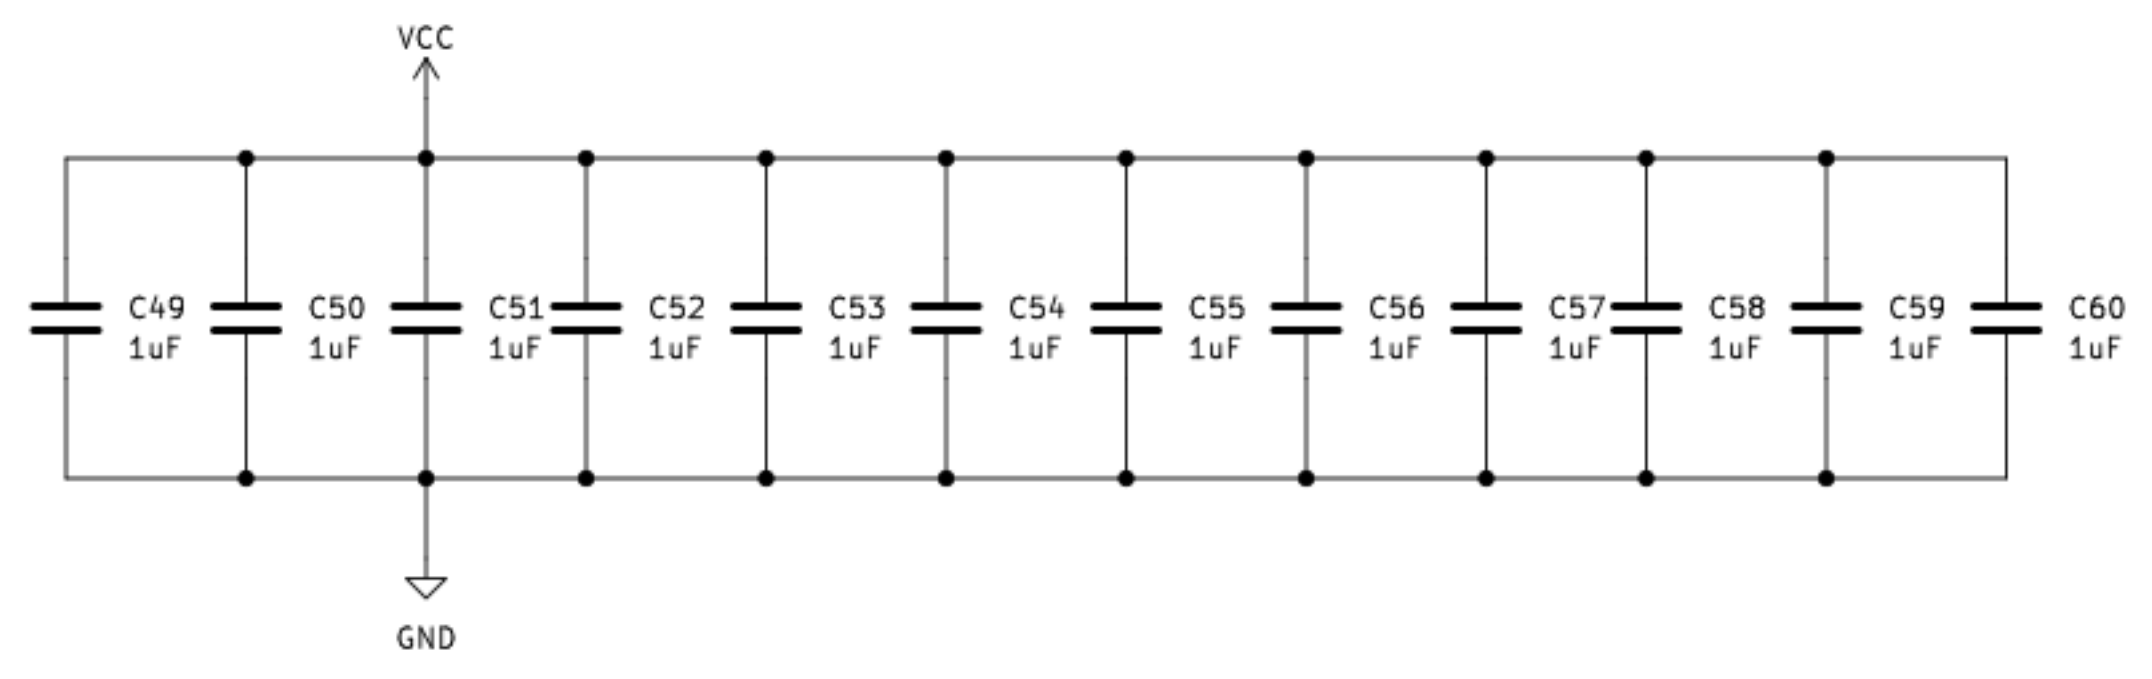 VCC
C49 C50 C51 C52 C53 C54 C55 C56 C57 C58 C59 C60
1uF 1uF 1uF 1uF 1uF 1uF 1uF 1uF 1uF 1uF 1uF 1uF
GND